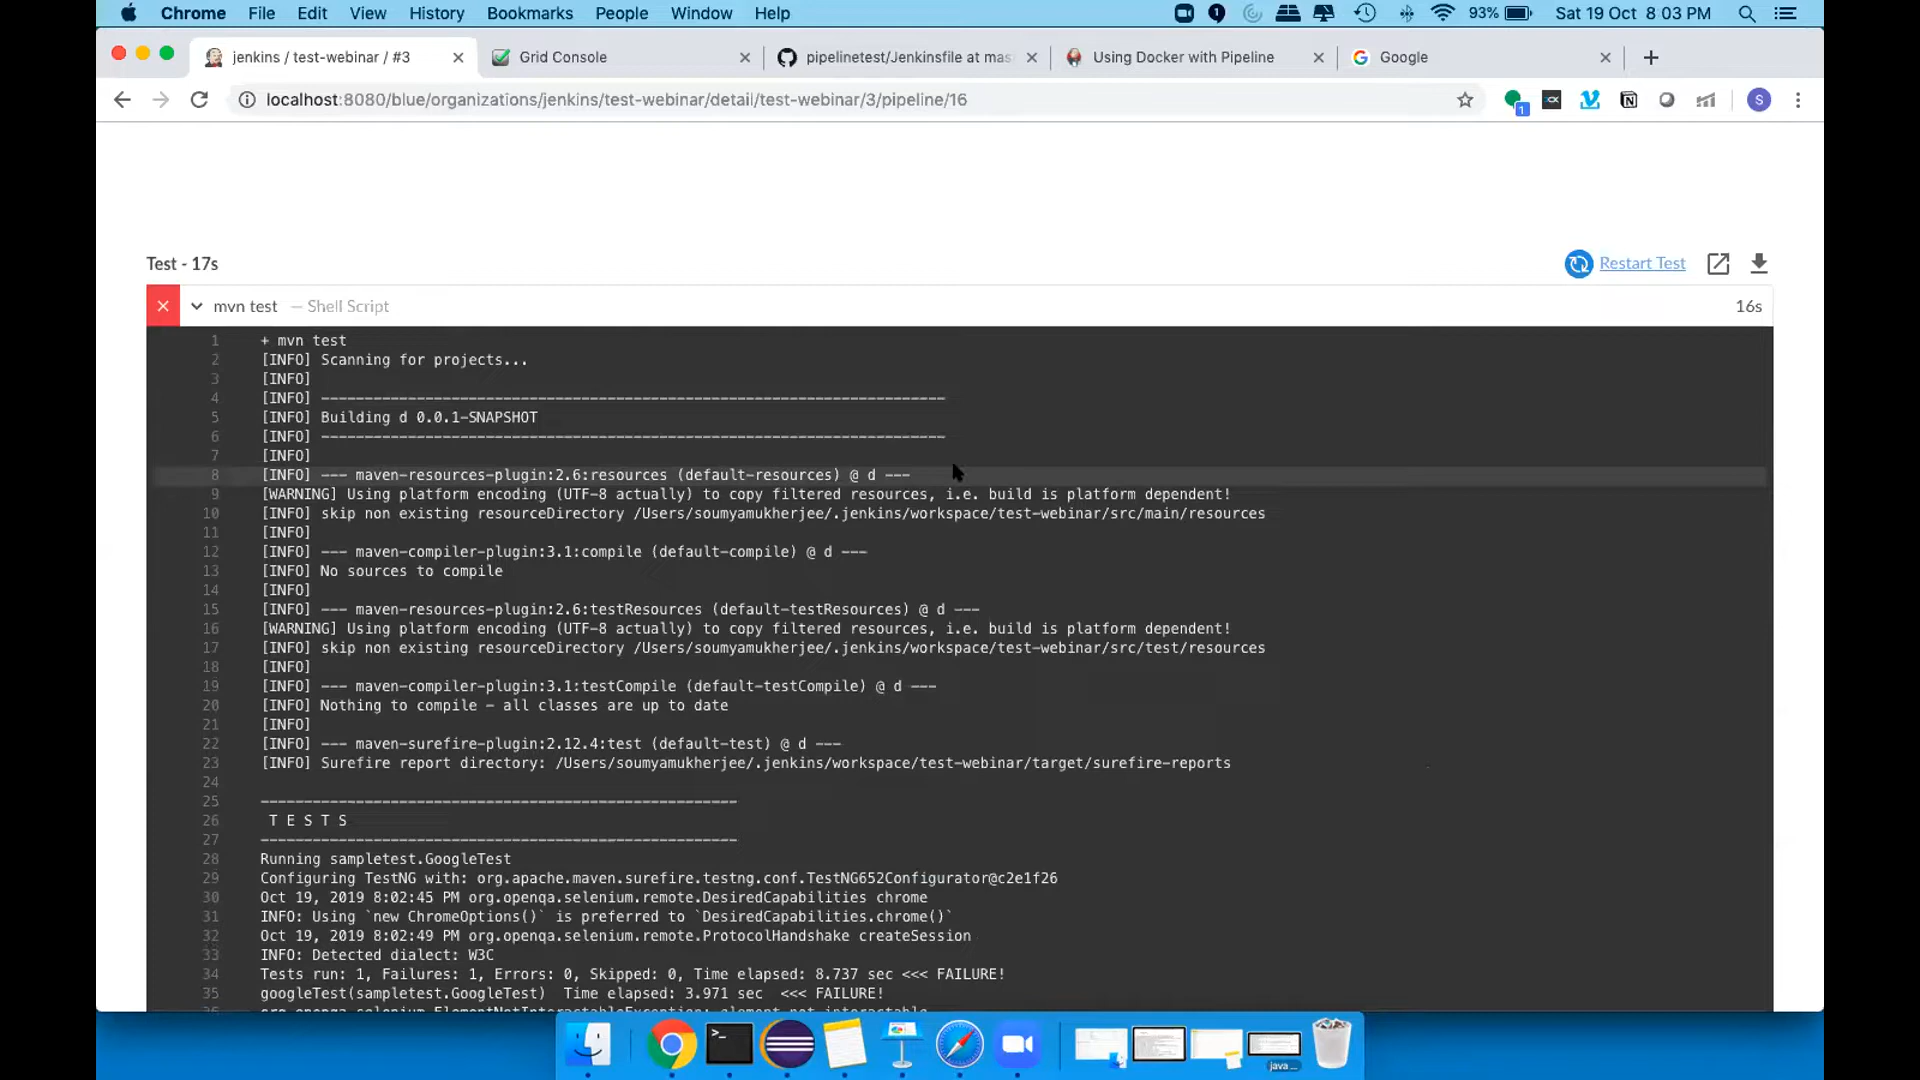 Chrome File Edit View History Bookmarks People Window Help 93% Sat 19 Oct 8:03 PM
jenkins / test-webinar / #3 Grid Console pipelinetest/Jenkinsfile at mas Using Docker with Pipeline Google
localhost:8080/blue/organizations/jenkins/test-webinar/detail/test-webinar/3/pipeline/16 1 N S
Test - 17s Restart Test
mvn test — Shell Script 16s
1 + mvn test
2 [INFO] Scanning for projects...
3 [INFO]
4 [INFO] ------------------------------------------------------------------------
5 [INFO] Building d 0.0.1-SNAPSHOT
6 [INFO] ------------------------------------------------------------------------
7 [INFO]
8 [INFO] --- maven-resources-plugin:2.6:resources (default-resources) @ d ---
9 [WARNING] Using platform encoding (UTF-8 actually) to copy filtered resources, i.e. build is platform dependent!
10 [INFO] skip non existing resourceDirectory /Users/soumyamukherjee/.jenkins/workspace/test-webinar/src/main/resources
11 [INFO]
12 [INFO] --- maven-compiler-plugin:3.1:compile (default-compile) @ d ---
13 [INFO] No sources to compile
14 [INFO]
15 [INFO] --- maven-resources-plugin:2.6:testResources (default-testResources) @ d ---
16 [WARNING] Using platform encoding (UTF-8 actually) to copy filtered resources, i.e. build is platform dependent!
17 [INFO] skip non existing resourceDirectory /Users/soumyamukherjee/.jenkins/workspace/test-webinar/src/test/resources
18 [INFO]
19 [INFO] --- maven-compiler-plugin:3.1:testCompile (default-testCompile) @ d ---
20 [INFO] Nothing to compile - all classes are up to date
21 [INFO]
22 [INFO] --- maven-surefire-plugin:2.12.4:test (default-test) @ d ---
23 [INFO] Surefire report directory: /Users/soumyamukherjee/.jenkins/workspace/test-webinar/target/surefire-reports
24
25 -------------------------------------------------------
26 T E S T S
27 -------------------------------------------------------
28 Running sampletest.GoogleTest
29 Configuring TestNG with: org.apache.maven.surefire.testng.conf.TestNG652Configurator@c2e1f26
30 Oct 19, 2019 8:02:45 PM org.openqa.selenium.remote.DesiredCapabilities chrome
31 INFO: Using `new ChromeOptions()` is preferred to `DesiredCapabilities.chrome()`
32 Oct 19, 2019 8:02:49 PM org.openqa.selenium.remote.ProtocolHandshake createSession
33 INFO: Detected dialect: W3C
34 Tests run: 1, Failures: 1, Errors: 0, Skipped: 0, Time elapsed: 8.737 sec <<< FAILURE!
35 googleTest(sampletest.GoogleTest) Time elapsed: 3.971 sec <<< FAILURE!
36 org.openqa.selenium.ElementNotInteractableException: element not interactable
java ...